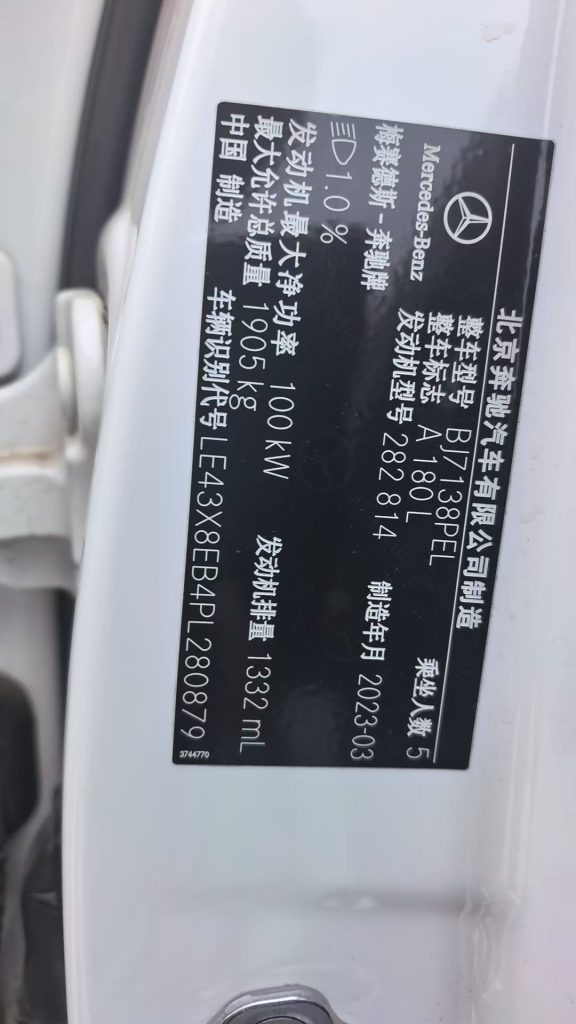 北京奔驰汽车有限公司制造
整车型号 BJ7138PEL 乘坐人数 5
整车标志 A 180 L
Mercedes-Benz 发动机型号 282 814 制造年月 2023-03
梅赛德斯-奔驰牌
1.0 %
发动机最大净功率 100 kW 发动机排量 1332 mL
最大允许总质量 1905 kg
中国 制造 车辆识别代号 LE43X8EB4PL280879
3744770